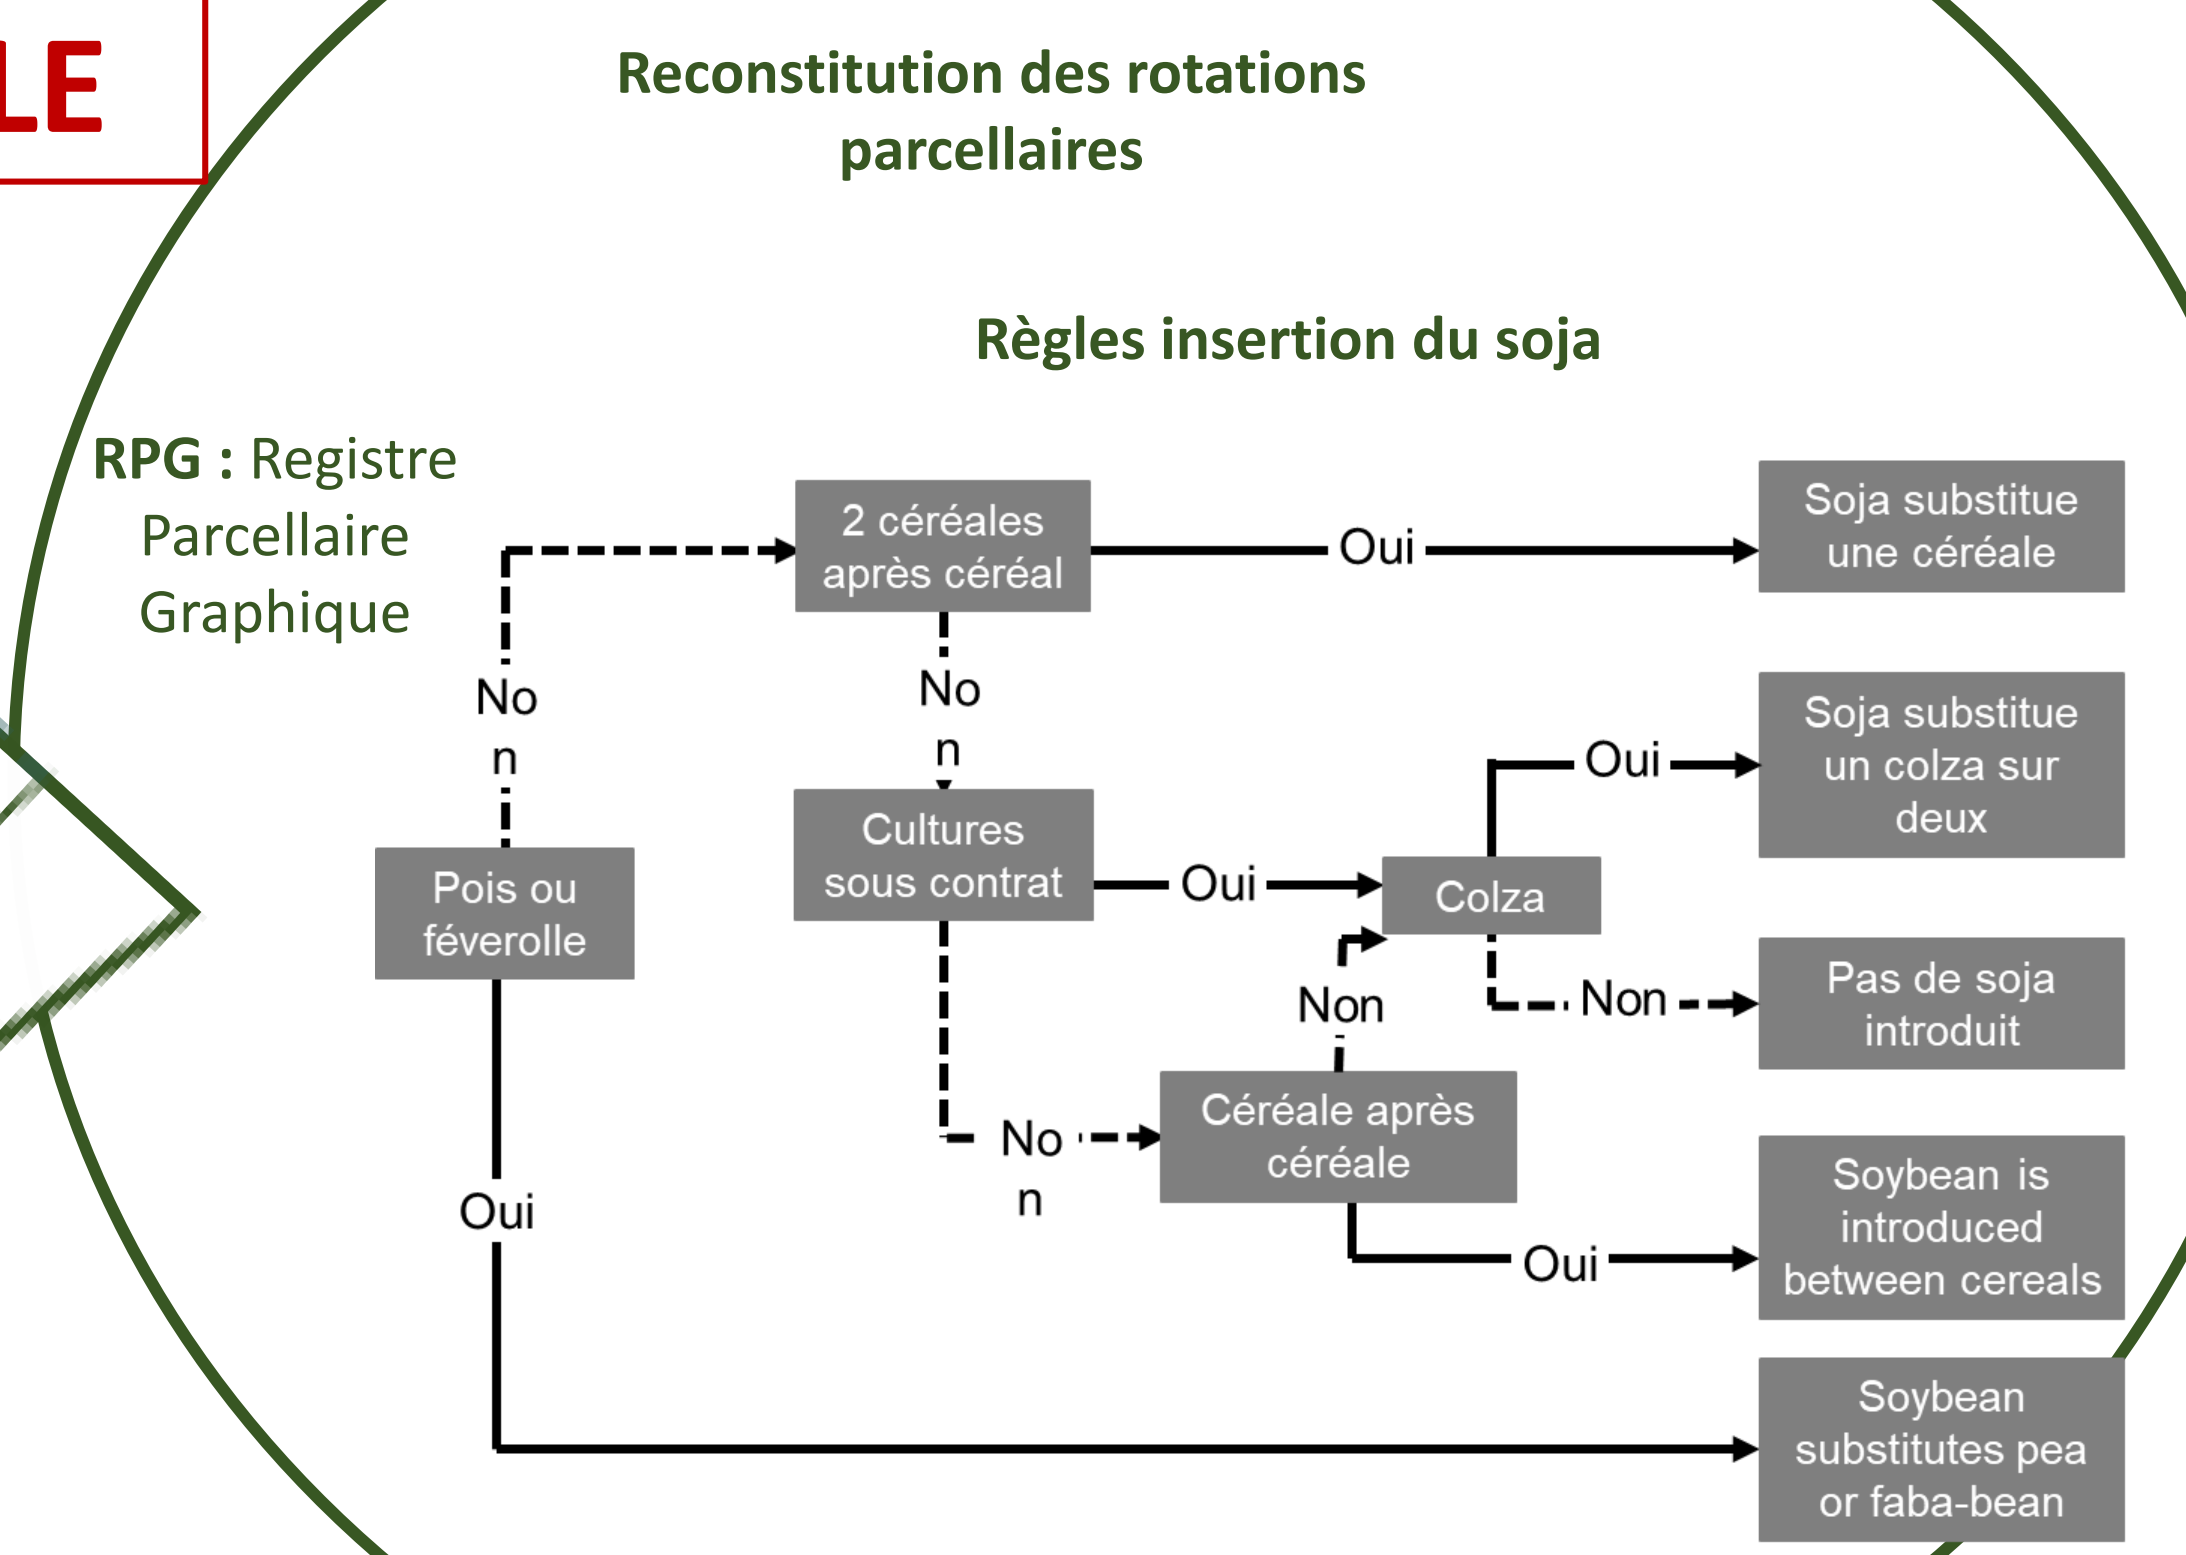 LE
Reconstitution des rotations
parcellaires
Règles insertion du soja
RPG : Registre
Parcellaire
Graphique
2 céréales
après céréal
Oui
Soja substitue
une céréale
No
n
No
n
Cultures
sous contrat
Oui
Colza
Oui
Soja substitue
un colza sur
deux
Pois ou
féverolle
Non
Non
Pas de soja
introduit
No
n
Céréale après
céréale
Oui
Soybean is
introduced
between cereals
Oui
Soybean
substitutes pea
or faba-bean